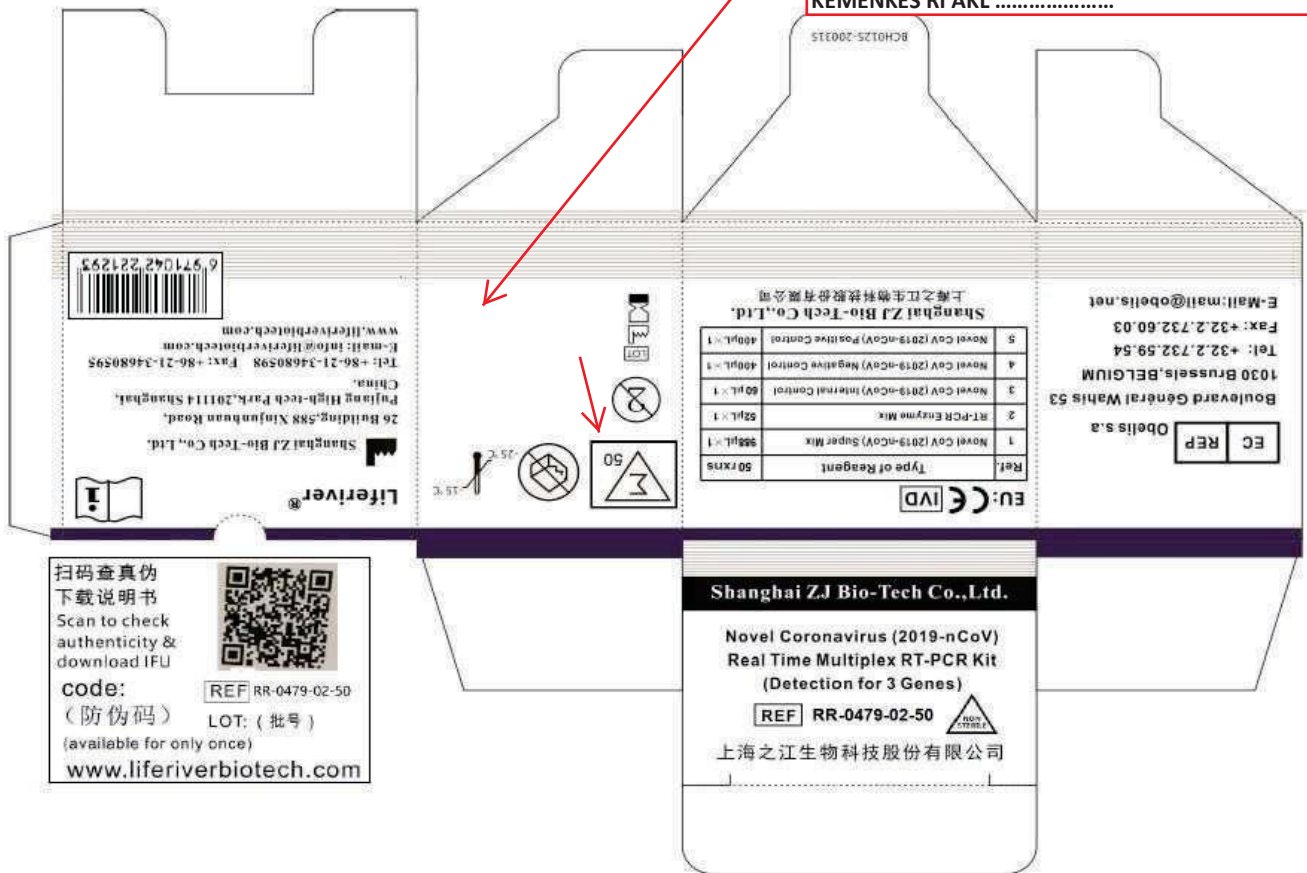 KEMENKES RI AKL .....................
BCH0125-20031S
6 971042 221293
www.liferiverbiotech.com
E-mail: info@liferiverbiotech.com
Tel: +86-21-34680598 Fax: +86-21-34680595
China.
Pujiang High-tech Park,201114 Shanghai,
26 Building,588 Xinjunhuan Road,
Shanghai ZJ Bio-Tech Co., Ltd.
Liferiver®
i
LOT
2
50
Σ
-25℃
-15℃
EU: CE IVD
Ref. Type of Reagent 50 rxns
1 Novel CoV (2019-nCoV) Super Mix 955μL×1
2 RT-PCR Enzyme Mix 52μL×1
3 Novel CoV (2019-nCoV) Internal Control 60μL×1
4 Novel CoV (2019-nCoV) Negative Control 400μL×1
5 Novel CoV (2019-nCoV) Positive Control 400μL×1
Shanghai ZJ Bio-Tech Co.,Ltd.
上海之江生物科技股份有限公司
EC REP Obelis s.a
Boulevard Général Wahis 53
1030 Brussels,BELGIUM
Tel: +32.2.732.59.54
Fax: +32.2.732.60.03
E-Mail:mail@obelis.net
扫码查真伪
下载说明书
Scan to check
authenticity &
download IFU
code:
（防伪码）
REF RR-0479-02-50
LOT:（批号）
(available for only once)
www.liferiverbiotech.com
Shanghai ZJ Bio-Tech Co.,Ltd.
Novel Coronavirus (2019-nCoV)
Real Time Multiplex RT-PCR Kit
(Detection for 3 Genes)
REF RR-0479-02-50
NON STERILE
上海之江生物科技股份有限公司